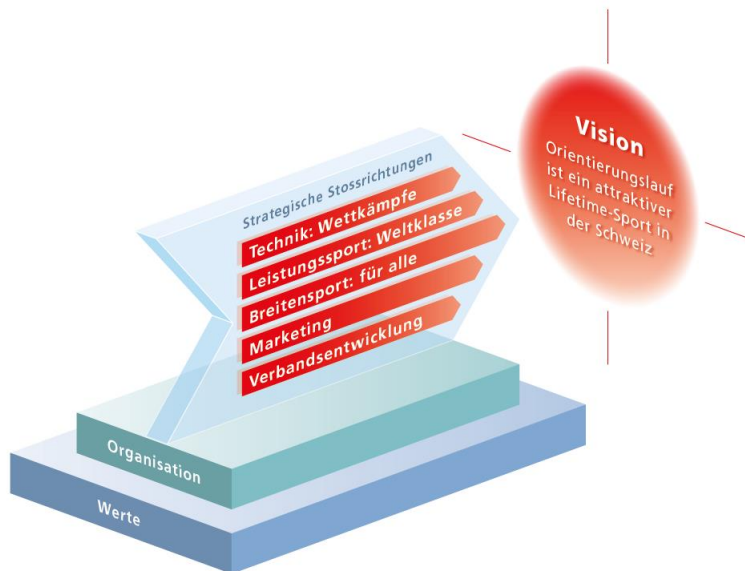 Vision
Orientierungslauf
ist ein attraktiver
Lifetime-Sport in
der Schweiz
Strategische Stossrichtungen
Technik: Wettkämpfe
Leistungssport: Weltklasse
Breitensport: für alle
Marketing
Verbandsentwicklung
Organisation
Werte